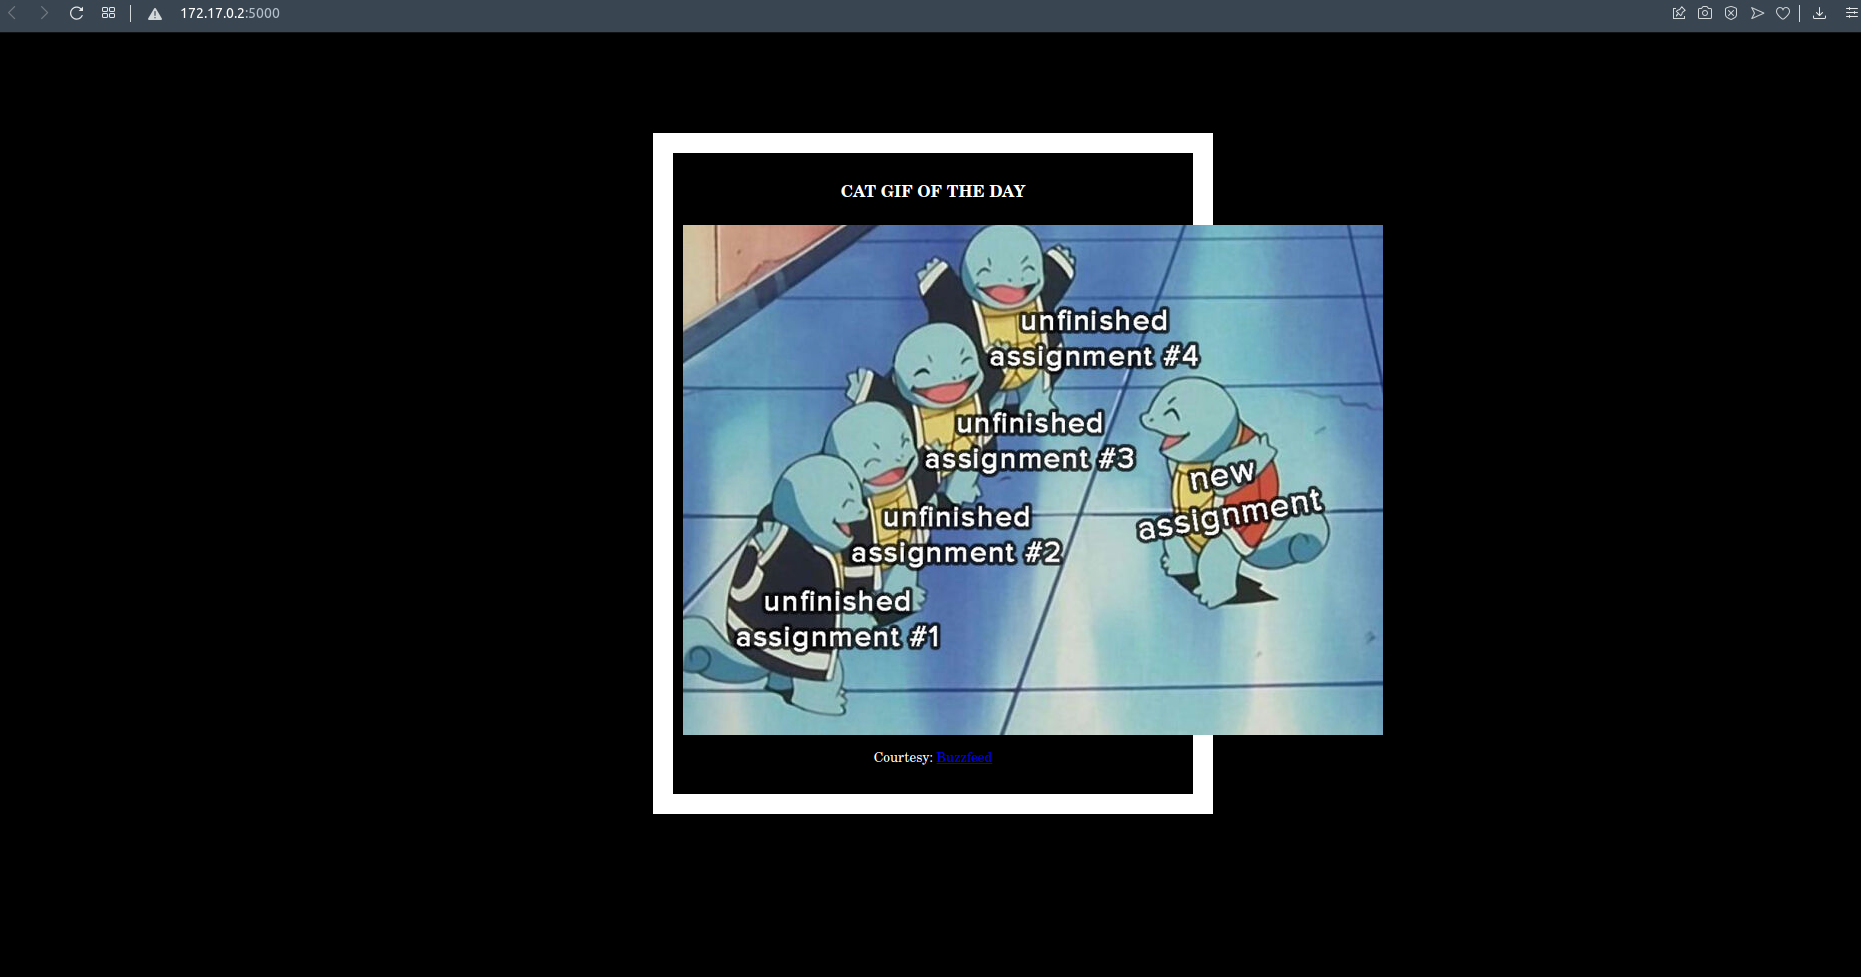 172.17.0.2:5000
CAT GIF OF THE DAY
unfinished
assignment #4
unfinished
assignment #3
new
assignment
unfinished
assignment #2
unfinished
assignment #1
Courtesy: Buzzfeed